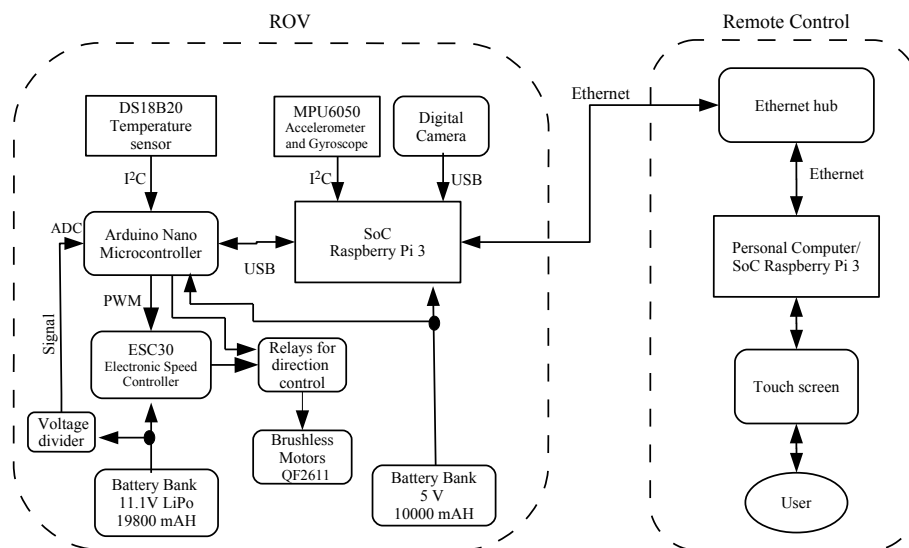 ROV
Remote Control
DS18B20
Temperature
sensor
MPU6050
Accelerometer
and Gyroscope
Digital
Camera
Ethernet
Ethernet hub
I²C
I²C
USB
Ethernet
ADC
Arduino Nano
Microcontroller
USB
SoC
Raspberry Pi 3
Personal Computer/
SoC Raspberry Pi 3
PWM
Signal
ESC30
Electronic Speed
Controller
Relays for
direction
control
Touch screen
Voltage
divider
Brushless
Motors
QF2611
Battery Bank
11.1V LiPo
19800 mAH
Battery Bank
5 V
10000 mAH
User